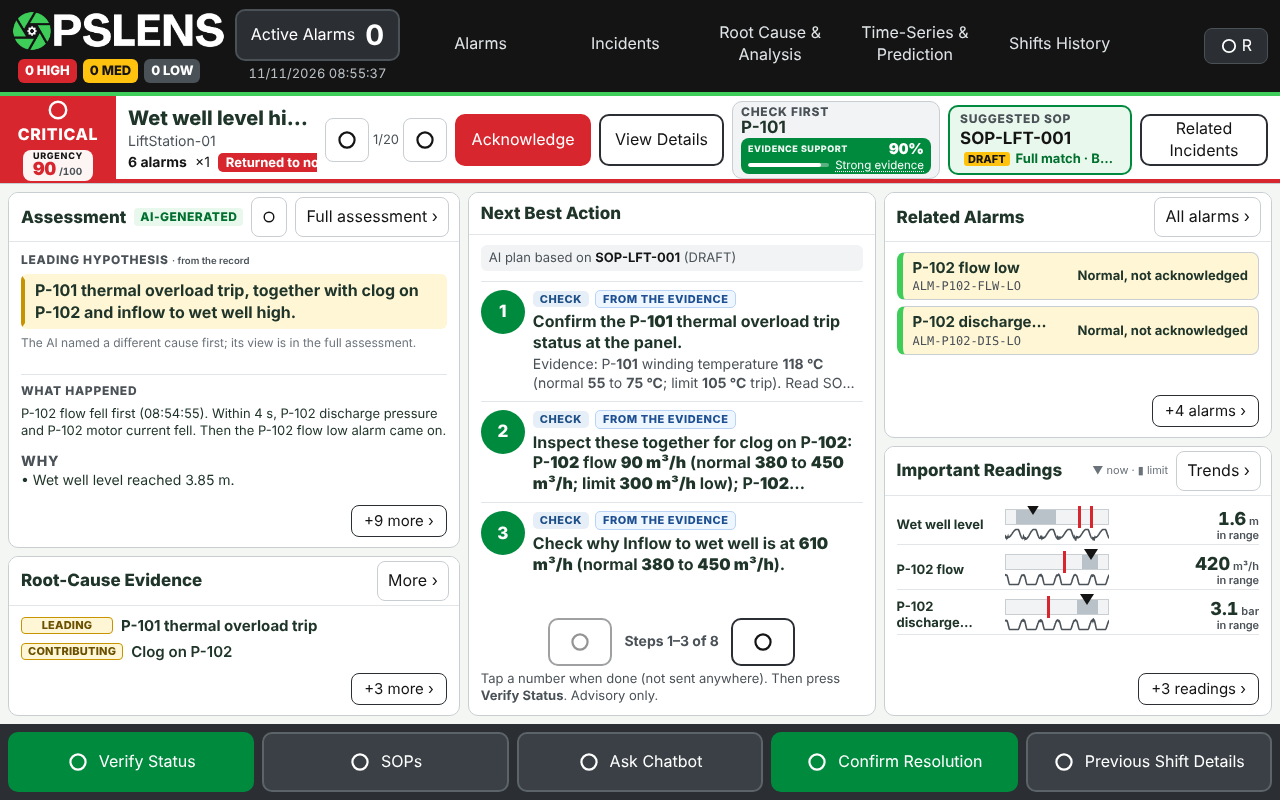 PSLENS
Active Alarms 0
0 HIGH 0 MED 0 LOW
11/11/2026 08:55:37
Alarms
Incidents
Root Cause &
Analysis
Time-Series &
Prediction
Shifts History
R
CRITICAL
URGENCY
90 /100
Wet well level hi…
LiftStation-01
6 alarms ×1 Returned to no
1/20
Acknowledge
View Details
CHECK FIRST
P-101
EVIDENCE SUPPORT 90%
Strong evidence
SUGGESTED SOP
SOP-LFT-001
DRAFT Full match · B…
Related
Incidents
Assessment AI-GENERATED
Full assessment ›
LEADING HYPOTHESIS · from the record
P-101 thermal overload trip, together with clog on
P-102 and inflow to wet well high.
The AI named a different cause first; its view is in the full assessment.
WHAT HAPPENED
P-102 flow fell first (08:54:55). Within 4 s, P-102 discharge pressure
and P-102 motor current fell. Then the P-102 flow low alarm came on.
WHY
• Wet well level reached 3.85 m.
+9 more ›
Root-Cause Evidence
More ›
LEADING P-101 thermal overload trip
CONTRIBUTING Clog on P-102
+3 more ›
Next Best Action
AI plan based on SOP-LFT-001 (DRAFT)
1
CHECK FROM THE EVIDENCE
Confirm the P-101 thermal overload trip
status at the panel.
Evidence: P-101 winding temperature 118 °C
(normal 55 to 75 °C; limit 105 °C trip). Read SO…
2
CHECK FROM THE EVIDENCE
Inspect these together for clog on P-102:
P-102 flow 90 m³/h (normal 380 to 450
m³/h; limit 300 m³/h low); P-102…
3
CHECK FROM THE EVIDENCE
Check why Inflow to wet well is at 610
m³/h (normal 380 to 450 m³/h).
Steps 1–3 of 8
Tap a number when done (not sent anywhere). Then press
Verify Status. Advisory only.
Related Alarms
All alarms ›
P-102 flow low
ALM-P102-FLW-LO
Normal, not acknowledged
P-102 discharge…
ALM-P102-DIS-LO
Normal, not acknowledged
+4 alarms ›
Important Readings
▼ now · ▮ limit
Trends ›
Wet well level
1.6 m
in range
P-102 flow
420 m³/h
in range
P-102
discharge…
3.1 bar
in range
+3 readings ›
Verify Status
SOPs
Ask Chatbot
Confirm Resolution
Previous Shift Details